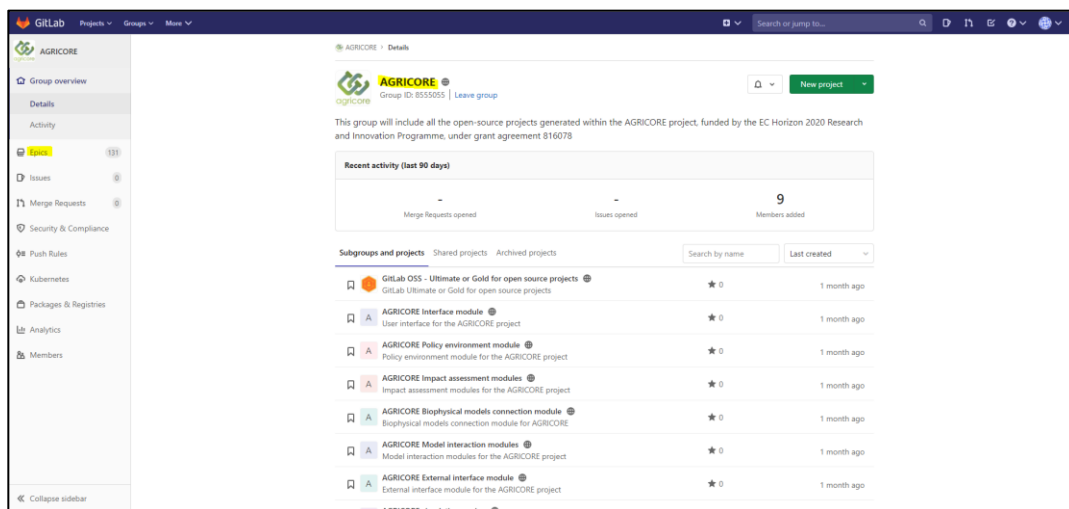 GitLab Projects Groups More Search or jump to...
AGRICORE
agricore
Group overview
Details
Activity
Epics 131
Issues 0
Merge Requests 0
Security & Compliance
Push Rules
Kubernetes
Packages & Registries
Analytics
Members
Collapse sidebar
AGRICORE > Details
agricore
AGRICORE
Group ID: 8555055 Leave group
New project
This group will include all the open-source projects generated within the AGRICORE project, funded by the EC Horizon 2020 Research
and Innovation Programme, under grant agreement 816078
Recent activity (last 90 days)
- - 9
Merge Requests opened Issues opened Members added
Subgroups and projects Shared projects Archived projects Search by name Last created
GitLab OSS - Ultimate or Gold for open source projects
GitLab Ultimate or Gold for open source projects
0 1 month ago
A AGRICORE Interface module
User interface for the AGRICORE project
0 1 month ago
A AGRICORE Policy environment module
Policy environment module for the AGRICORE project
0 1 month ago
A AGRICORE Impact assessment modules
Impact assessment modules for the AGRICORE project
0 1 month ago
A AGRICORE Biophysical models connection module
Biophysical models connection module for AGRICORE
0 1 month ago
A AGRICORE Model interaction modules
Model interaction modules for the AGRICORE project
0 1 month ago
A AGRICORE External interface module
External interface module for the AGRICORE project
0 1 month ago